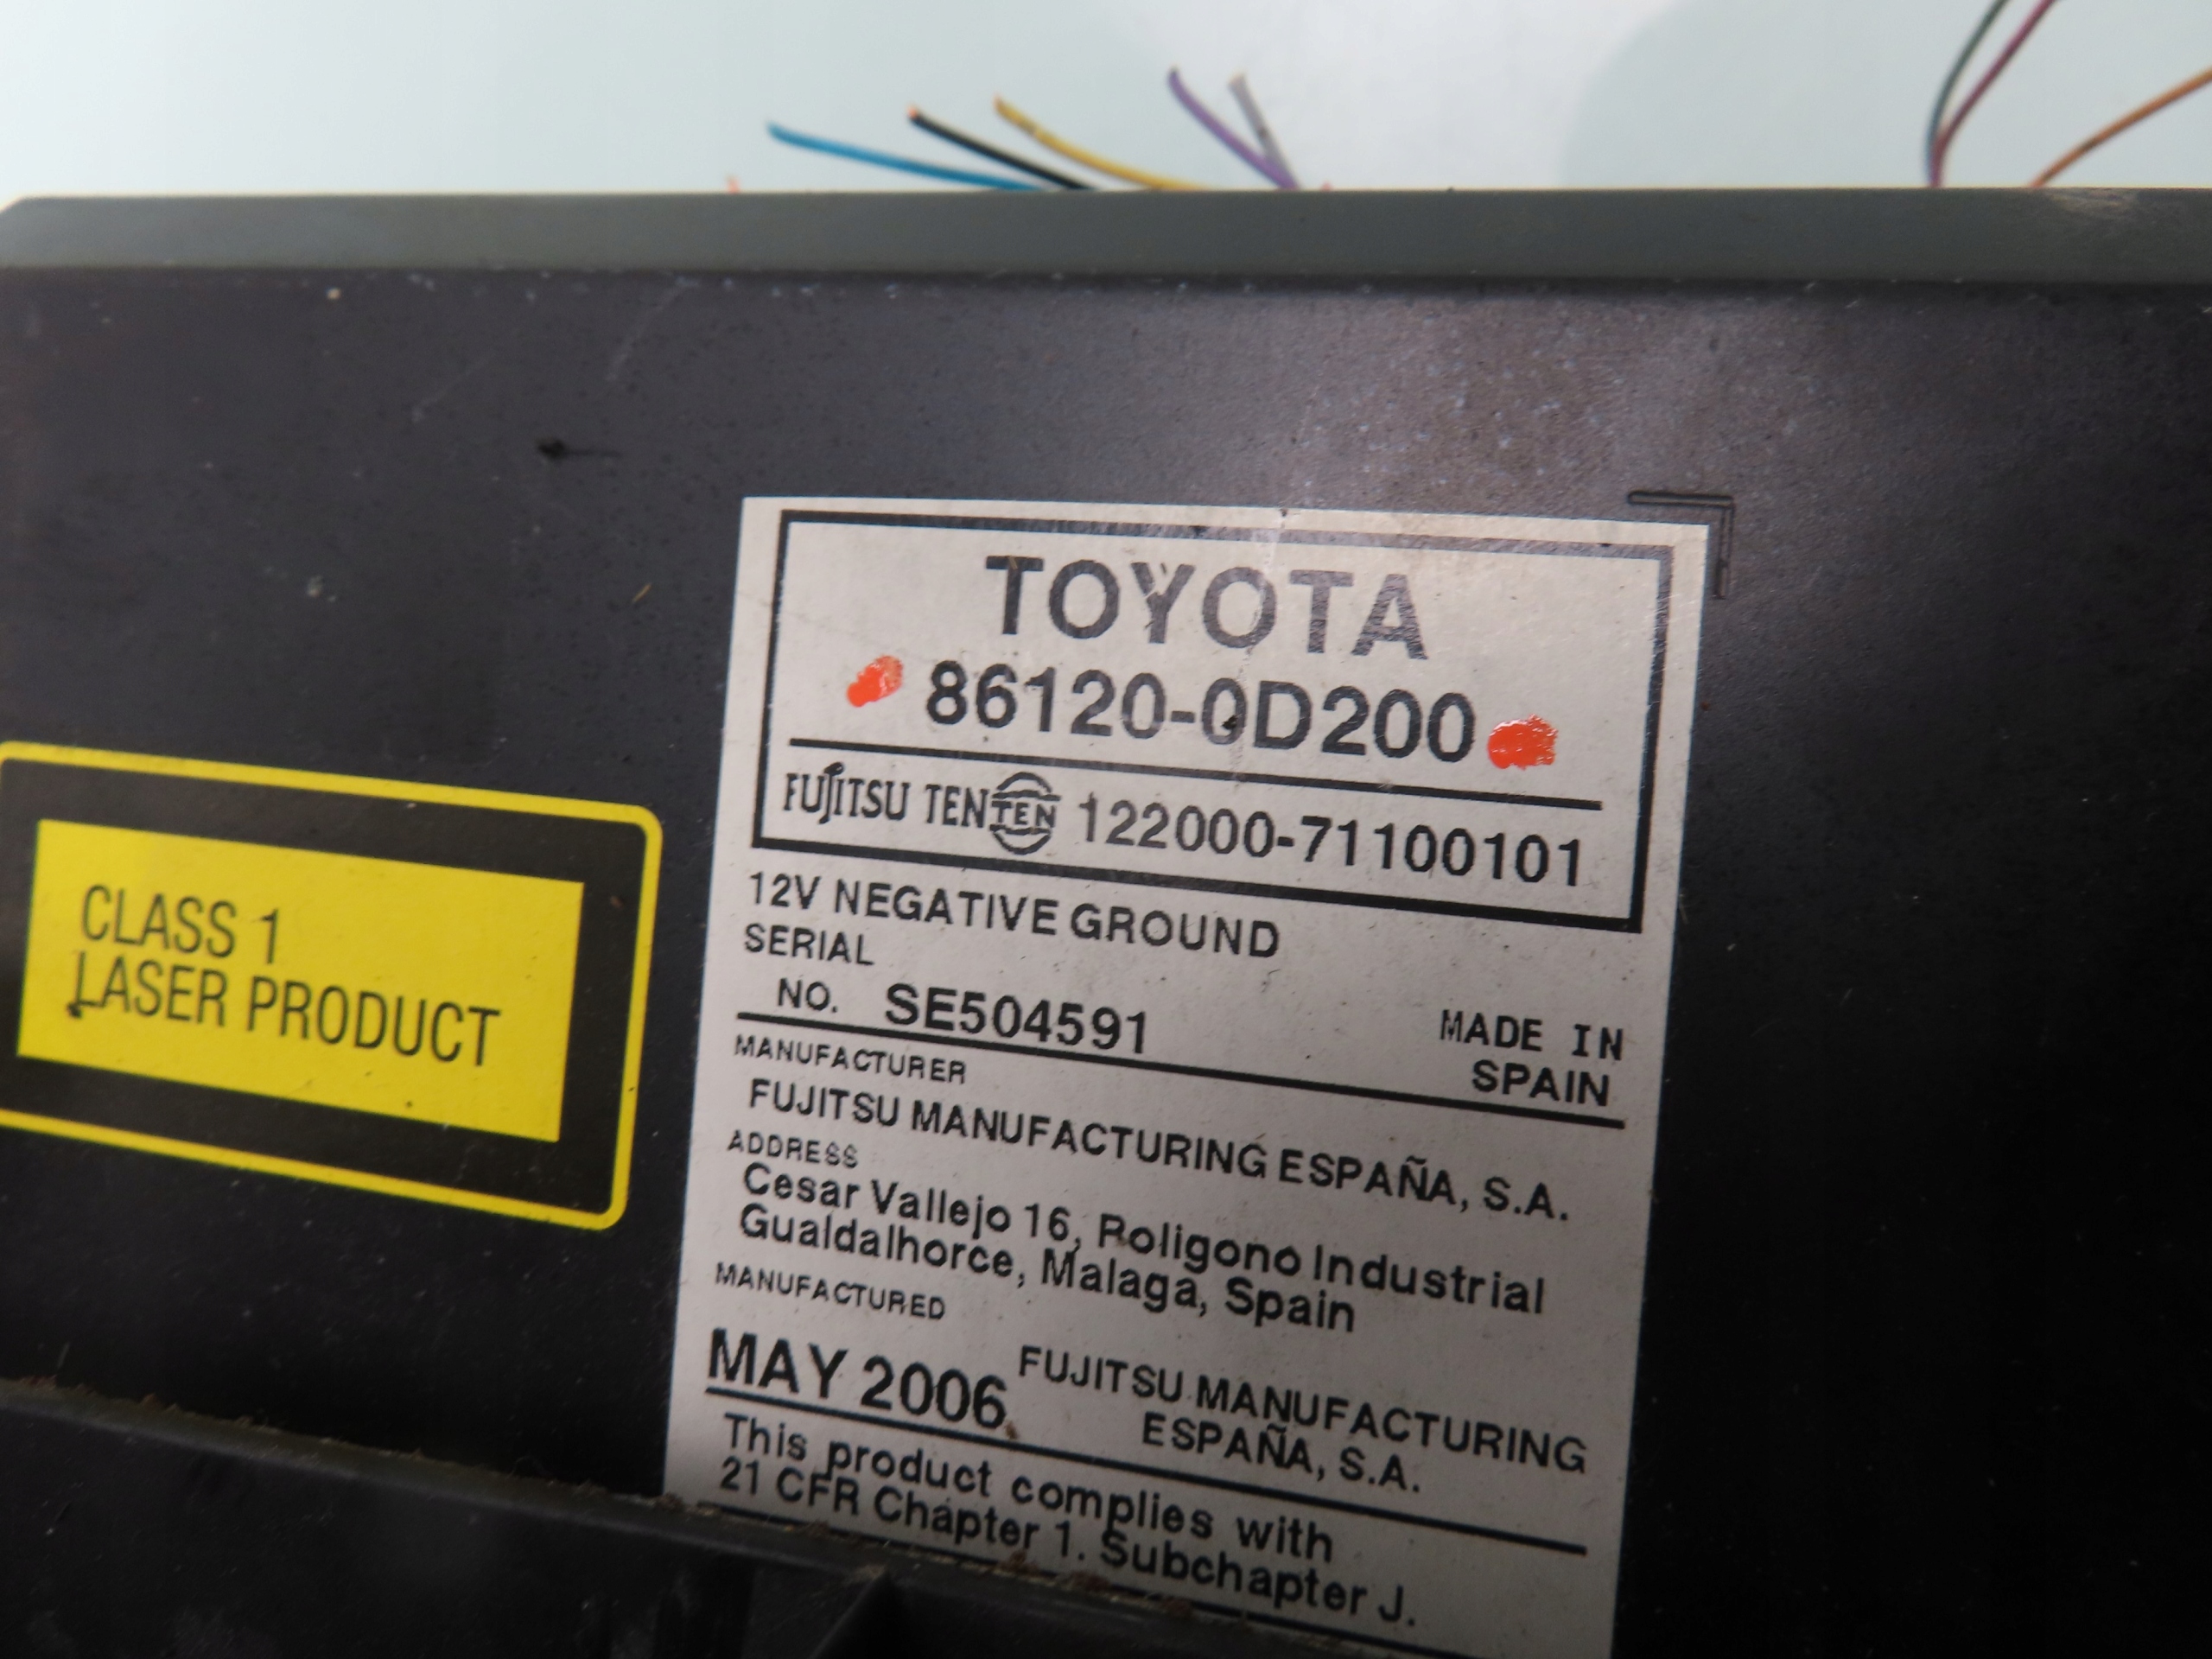 TOYOTA
86120-0D200
FUJITSU TEN TEN 122000-71100101
12V NEGATIVE GROUND
SERIAL
NO. SE504591
MADE IN
SPAIN
MANUFACTURER
FUJITSU MANUFACTURING ESPAÑA, S.A.
ADDRESS
Cesar Vallejo 16, Roligono Industrial
Gualdalhorce, Malaga, Spain
MANUFACTURED
MAY 2006
FUJITSU MANUFACTURING
ESPAÑA, S.A.
This product complies with
21 CFR Chapter 1. Subchapter J.
CLASS 1
LASER PRODUCT